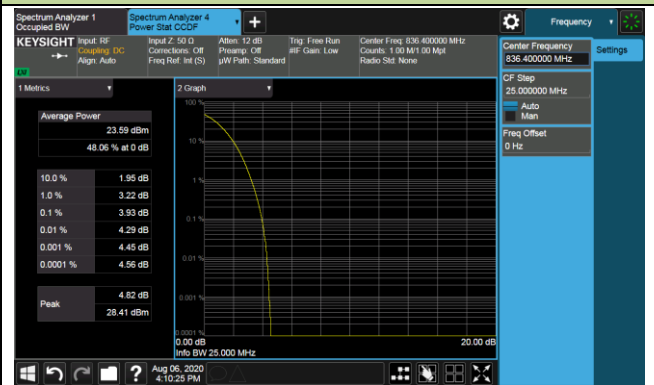 Spectrum Analyzer 1
Occupied BW
Spectrum Analyzer 4
Power Stat CCDF
Frequency
KEYSIGHT
Input: RF
Coupling: DC
Align: Auto
Input Z: 50 Ω
Corrections: Off
Freq Ref: Int (S)
Atten: 12 dB
Preamp: Off
µW Path: Standard
Trig: Free Run
#IF Gain: Low
Center Freq: 836.400000 MHz
Counts: 1.00 M/1.00 Mpt
Radio Std: None
Center Frequency
836.400000 MHz
Settings
CF Step
25.000000 MHz
Auto
Man
Freq Offset
0 Hz
1 Metrics
Average Power
23.59 dBm
48.06 % at 0 dB
10.0 % 1.95 dB
1.0 % 3.22 dB
0.1 % 3.93 dB
0.01 % 4.29 dB
0.001 % 4.45 dB
0.0001 % 4.56 dB
Peak
4.82 dB
28.41 dBm
2 Graph
100 %
10 %
1 %
0.1 %
0.01 %
0.001 %
0.0001 %
0.00 dB
20.00 dB
Info BW 25.000 MHz
?
Aug 06, 2020
4:10:25 PM